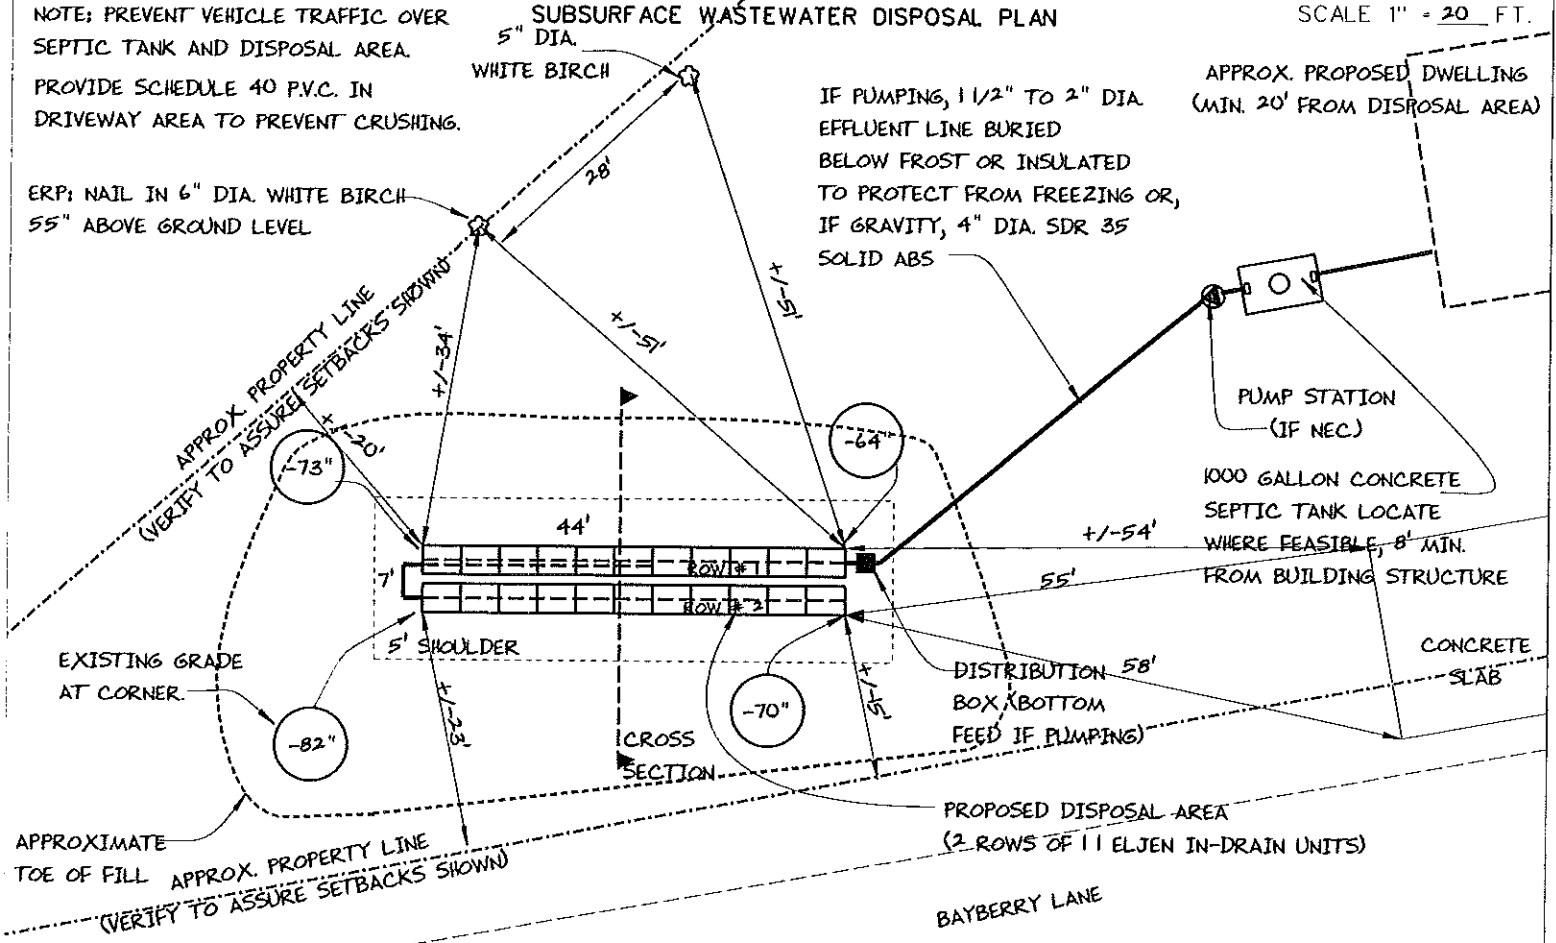 NOTE: PREVENT VEHICLE TRAFFIC OVER
SEPTIC TANK AND DISPOSAL AREA.
PROVIDE SCHEDULE 40 P.V.C. IN
DRIVEWAY AREA TO PREVENT CRUSHING.
SUBSURFACE WASTEWATER DISPOSAL PLAN
SCALE 1" = 20 FT.
5" DIA.
WHITE BIRCH
APPROX. PROPOSED DWELLING
(MIN. 20' FROM DISPOSAL AREA)
IF PUMPING, 1 1/2" TO 2" DIA.
EFFLUENT LINE BURIED
BELOW FROST OR INSULATED
TO PROTECT FROM FREEZING OR,
IF GRAVITY, 4" DIA. SDR 35
SOLID ABS
ERP: NAIL IN 6" DIA. WHITE BIRCH
55" ABOVE GROUND LEVEL
28'
+/-51'
+/-51'
+/-34'
APPROX. PROPERTY LINE
(VERIFY TO ASSURE SETBACKS SHOWN)
+/-20'
-73"
-64"
PUMP STATION
(IF NEC.)
1000 GALLON CONCRETE
SEPTIC TANK LOCATE
WHERE FEASIBLE, 8' MIN.
FROM BUILDING STRUCTURE
44'
+/-54'
55'
7'
ROW # 1
ROW # 2
5' SHOULDER
EXISTING GRADE
AT CORNER
-82"
-70"
+/-23'
+/-15'
58'
DISTRIBUTION
BOX (BOTTOM
FEED IF PUMPING)
CONCRETE
SLAB
CROSS
SECTION
PROPOSED DISPOSAL AREA
(2 ROWS OF 11 ELJEN IN-DRAIN UNITS)
APPROXIMATE
TOE OF FILL
APPROX. PROPERTY LINE
(VERIFY TO ASSURE SETBACKS SHOWN)
BAYBERRY LANE